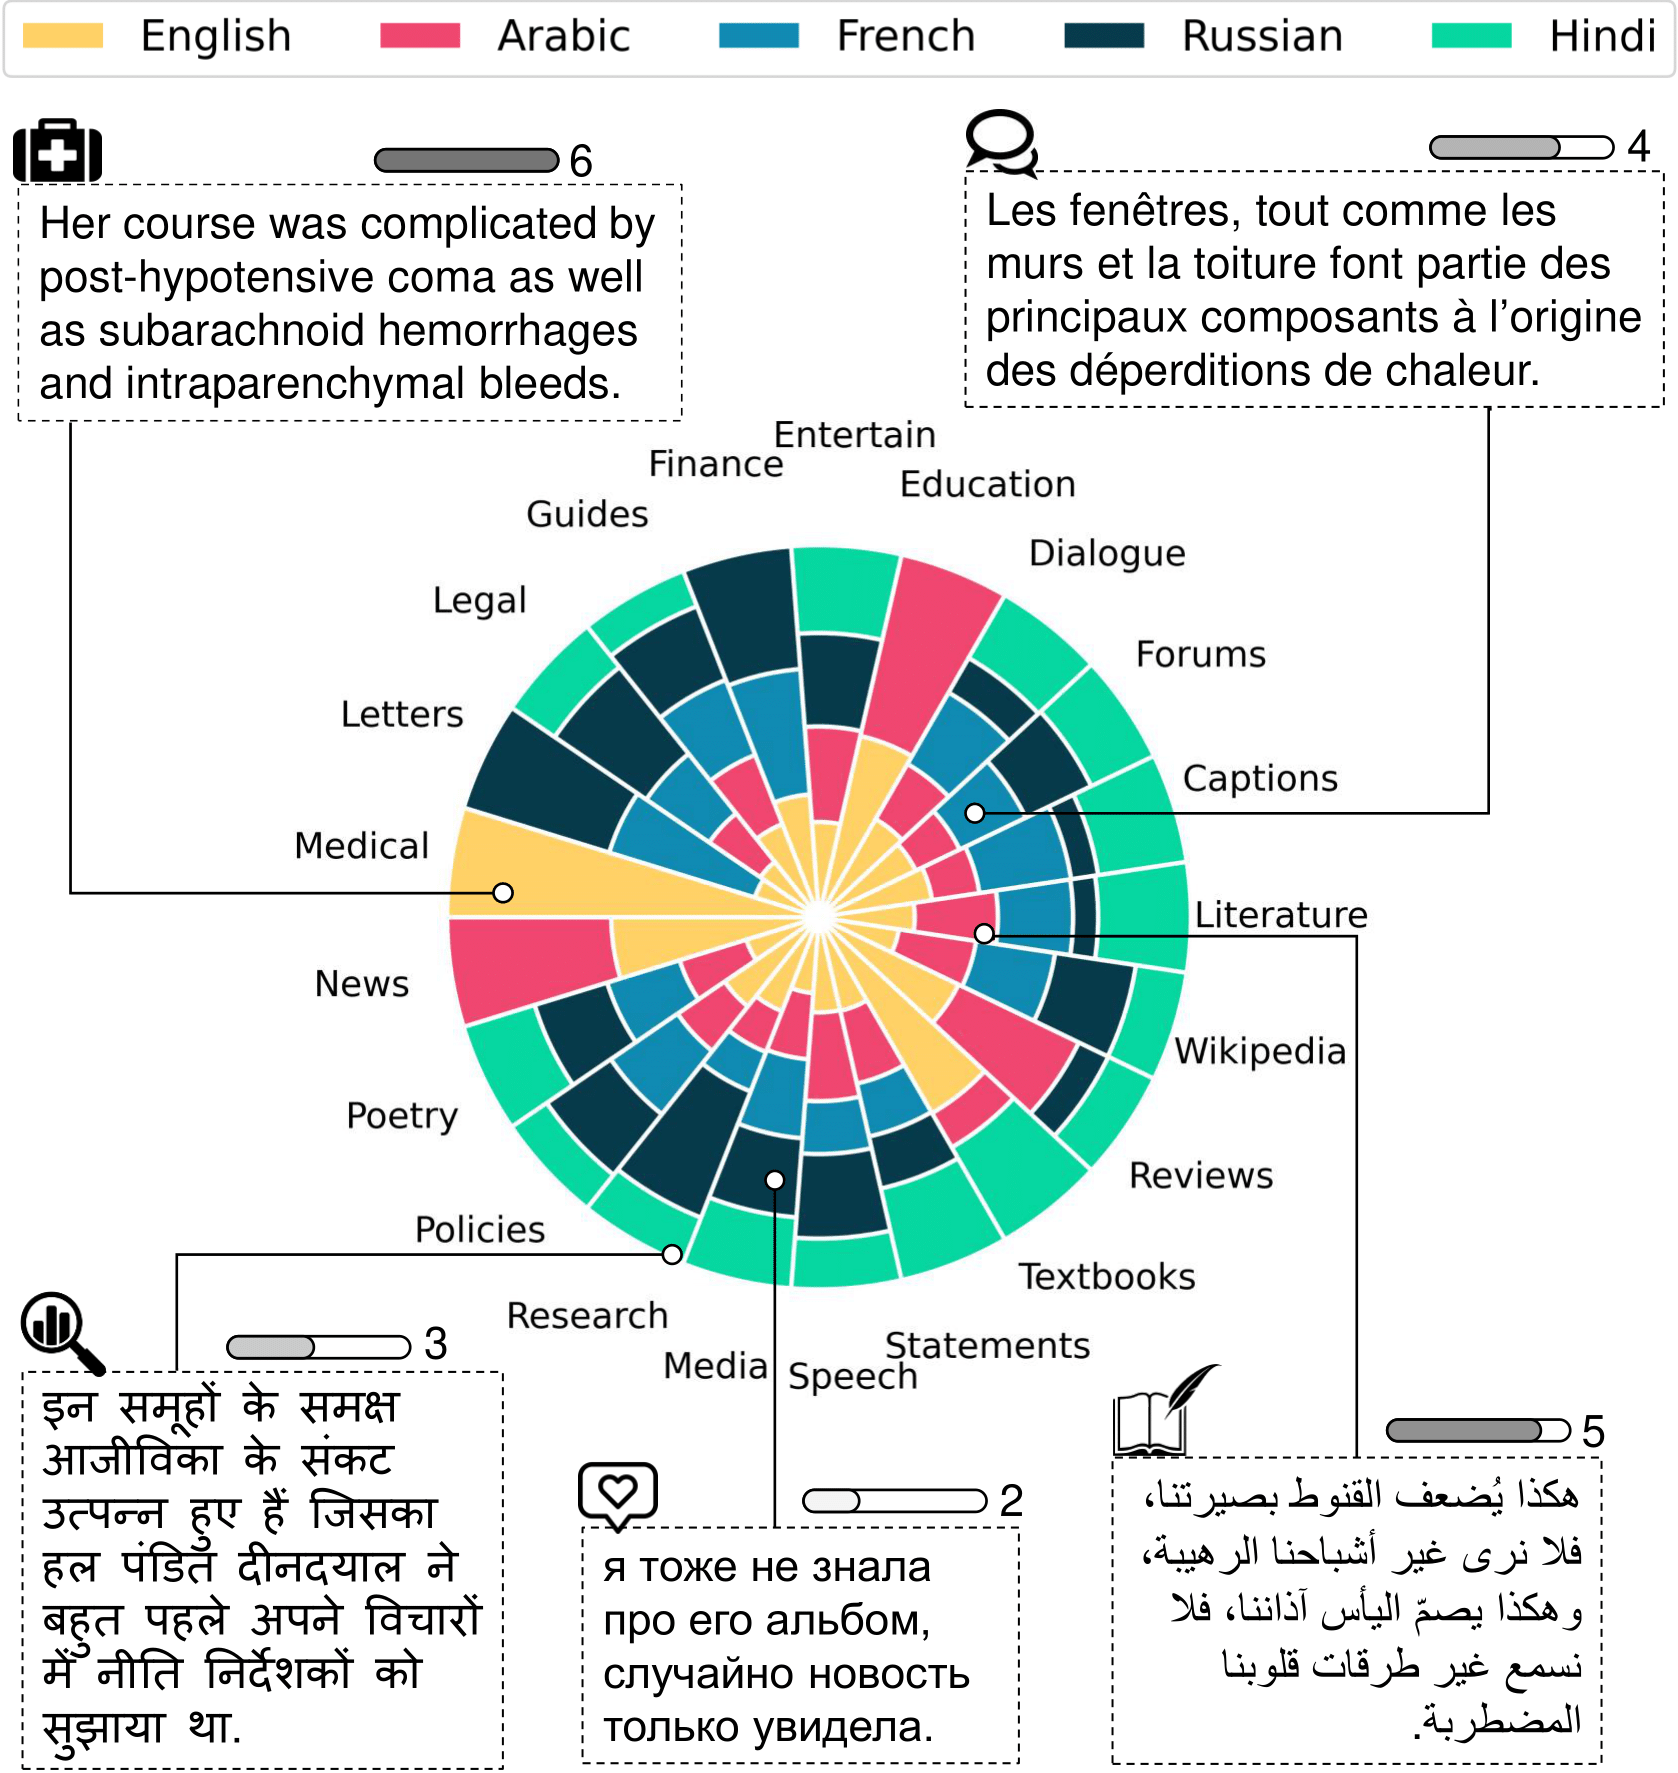 English Arabic French Russian Hindi
6
Her course was complicated by
post-hypotensive coma as well
as subarachnoid hemorrhages
and intraparenchymal bleeds.
4
Les fenêtres, tout comme les
murs et la toiture font partie des
principaux composants à l’origine
des déperditions de chaleur.
Entertain
Finance
Education
Guides
Dialogue
Legal
Forums
Letters
Captions
Medical
Literature
News
Wikipedia
Poetry
Reviews
Policies
Textbooks
Research
Statements
Media
Speech
3
इन समूहों के समक्ष
आजीविका के संकट
उत्पन्न हुए हैं जिसका
हल पंडित दीनदयाल ने
बहुत पहले अपने विचारों
में नीति निर्देशकों को
सुझाया था.
2
я тоже не знала
про его альбом,
случайно новость
только увидела.
5
هكذا يُضعف القنوط بصيرتنا،
فلا نرى غير أشباحنا الرهيبة،
وهكذا يصمّ اليأس آذاننا، فلا
نسمع غير طرقات قلوبنا
المضطربة.